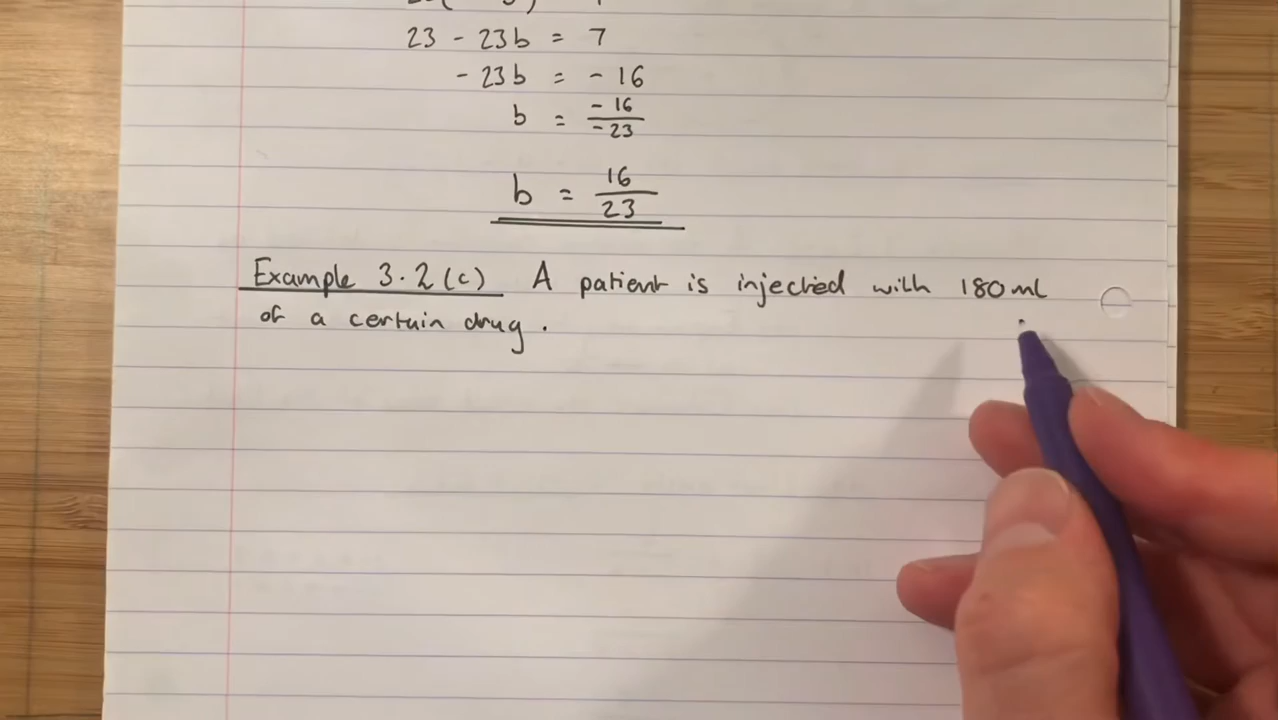 23 - 23b = 7
- 23b = - 16
b = - 16 / - 23
b = 16 / 23
Example 3.2 (c) A patient is injected with 180ml
of a certain drug.